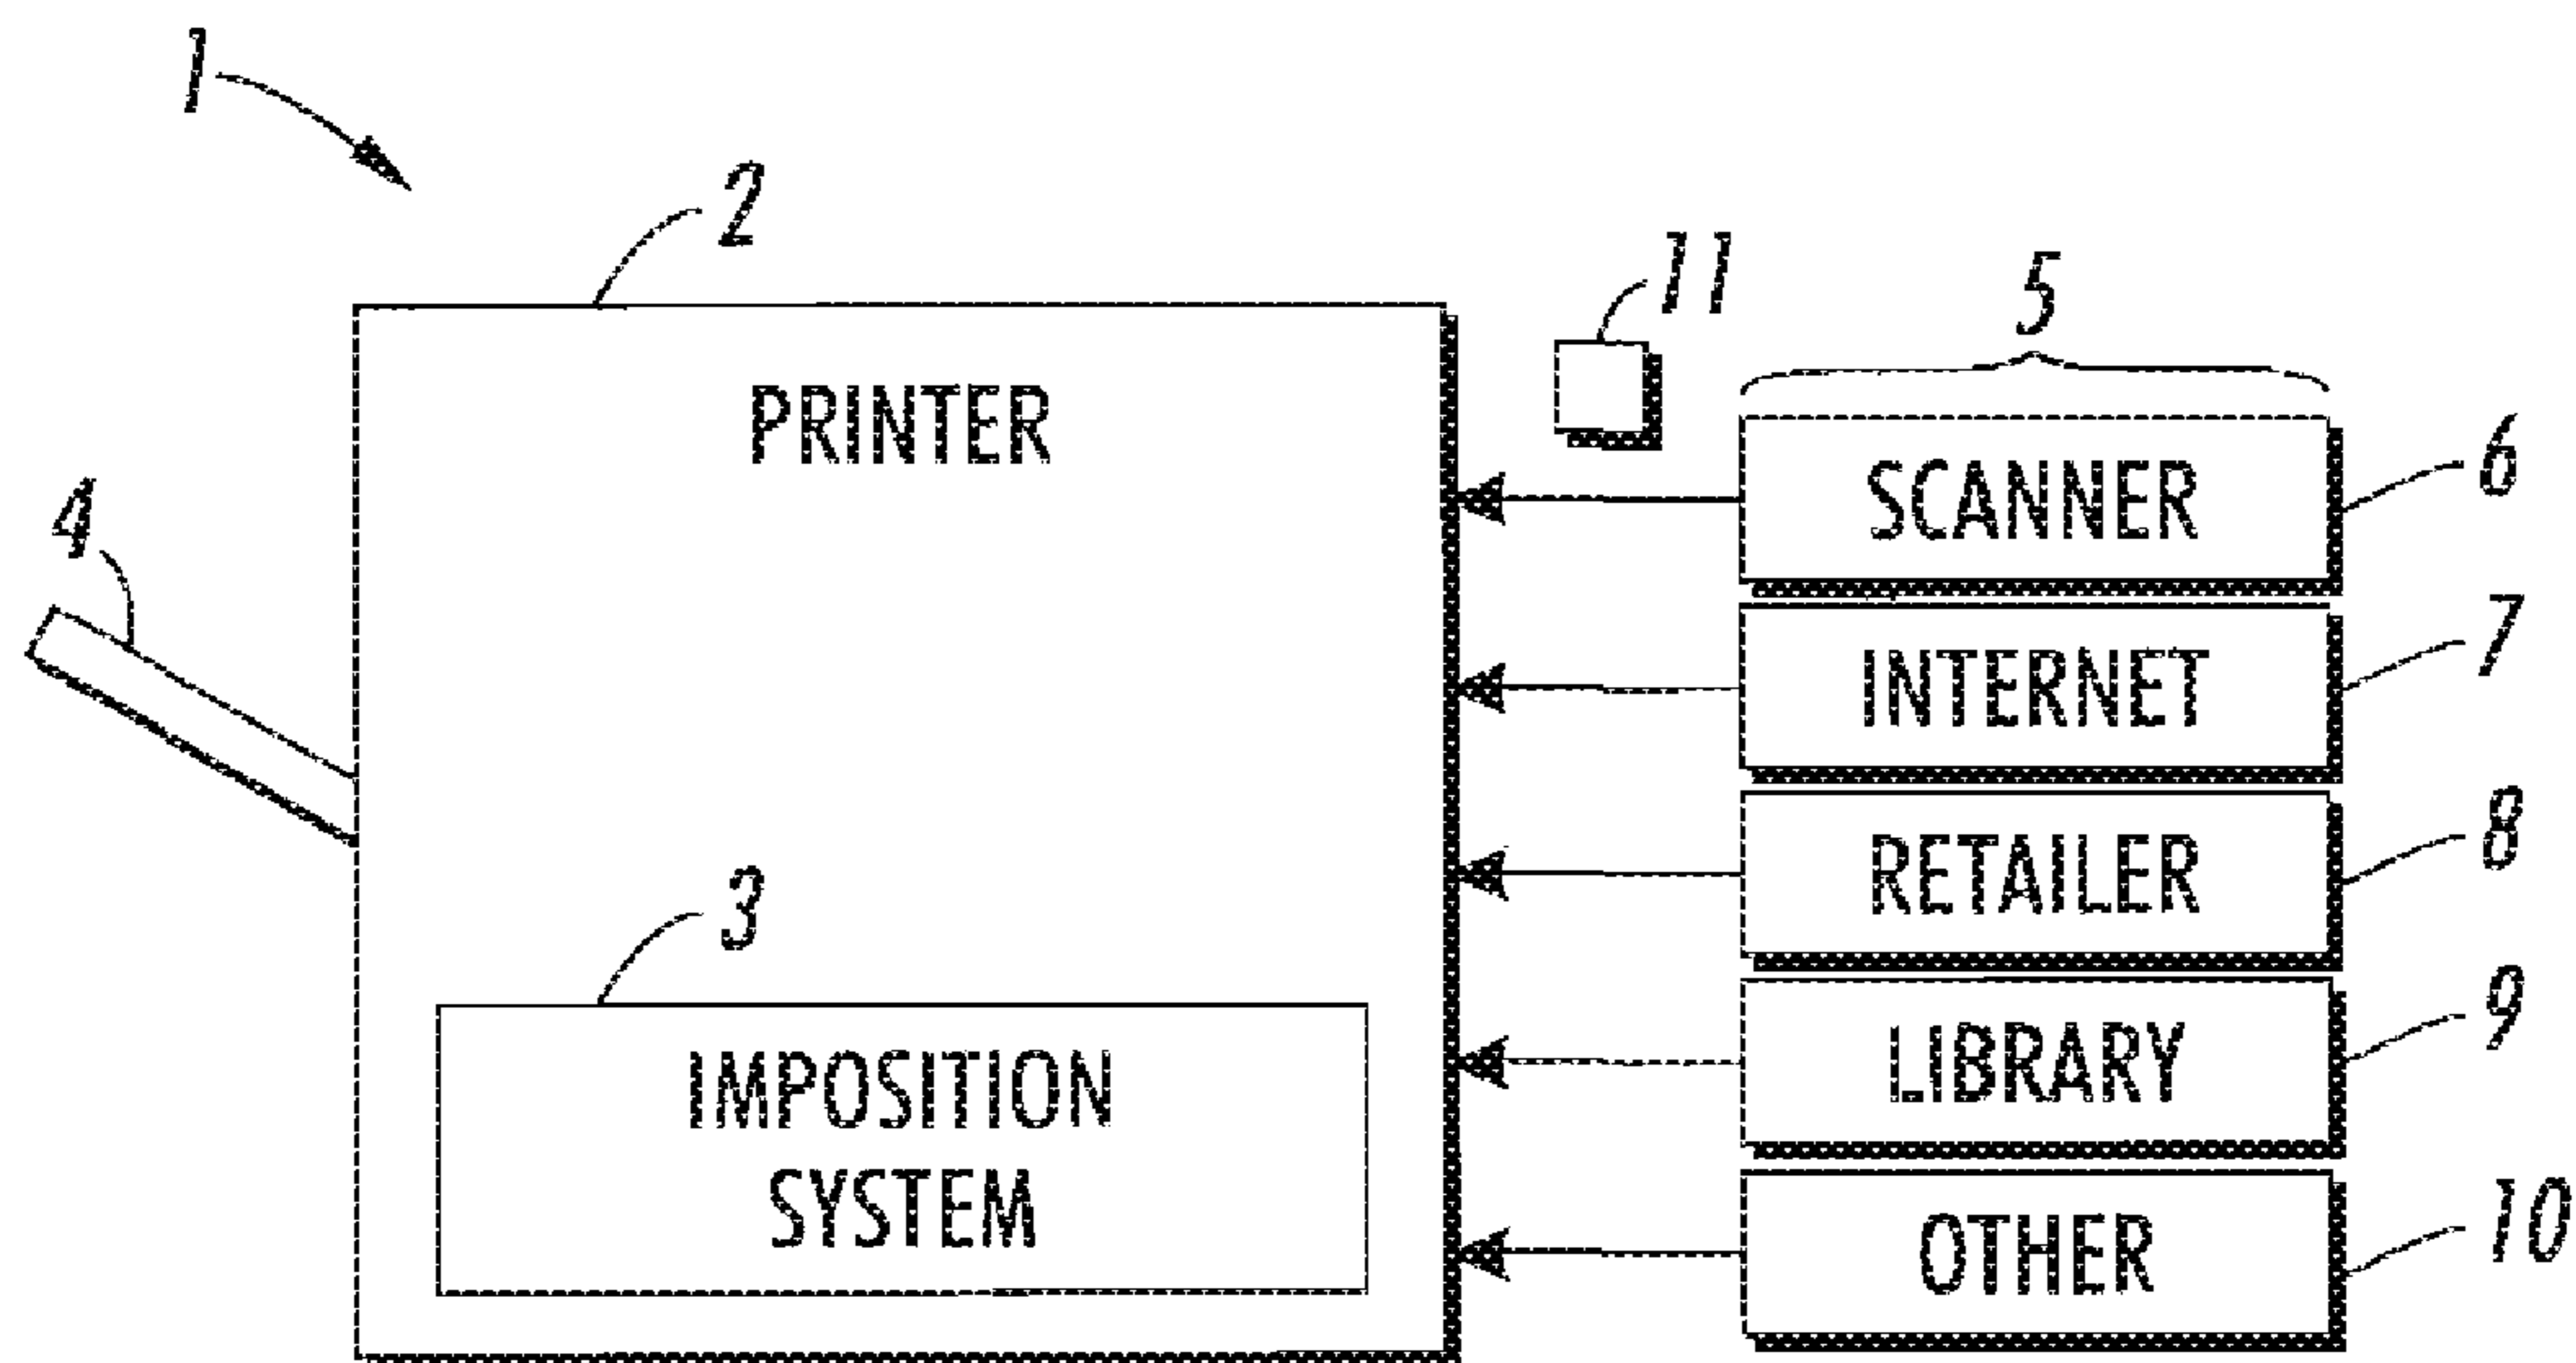 1
2
11
5
PRINTER
SCANNER
6
4
INTERNET
7
RETAILER
8
3
LIBRARY
9
IMPOSITION
SYSTEM
OTHER
10